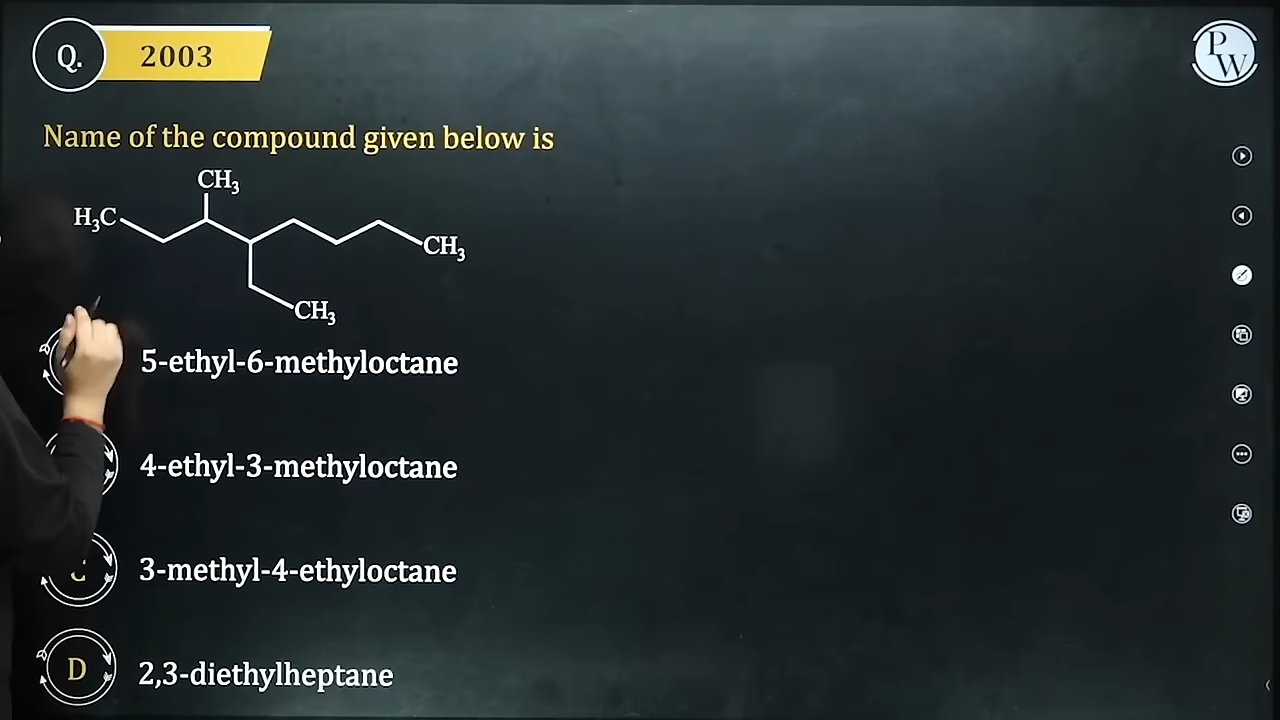 Q. 2003
PW
Name of the compound given below is
CH₃
H₃C
CH₃
CH₃
5-ethyl-6-methyloctane
4-ethyl-3-methyloctane
3-methyl-4-ethyloctane
D 2,3-diethylheptane